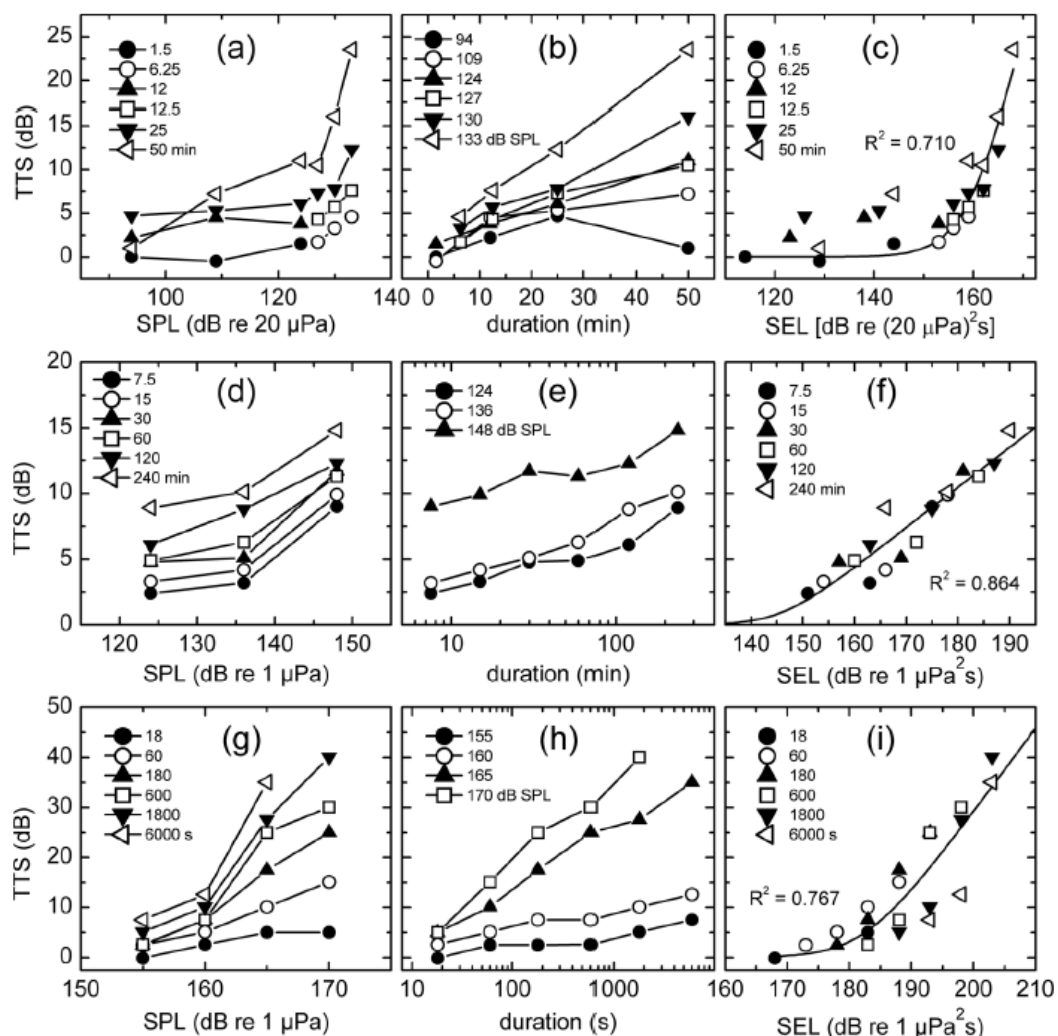 (a)
1.5
6.25
12
12.5
25
50 min
TTS (dB)
0
5
10
15
20
25
100
120
140
SPL (dB re 20 µPa)
(b)
94
109
124
127
130
133 dB SPL
0 10 20 30 40 50
duration (min)
(c)
1.5
6.25
12
12.5
25
50 min
R² = 0.710
120
140
160
SEL [dB re (20 µPa)²s]
(d)
7.5
15
30
60
120
240 min
TTS (dB)
0
5
10
15
20
120
130
140
150
SPL (dB re 1 µPa)
(e)
124
136
148 dB SPL
10
100
duration (min)
(f)
7.5
15
30
60
120
240 min
R² = 0.864
140 150 160 170 180 190
SEL (dB re 1 µPa²s)
(g)
18
60
180
600
1800
6000 s
TTS (dB)
0
10
20
30
40
50
150
160
170
SPL (dB re 1 µPa)
(h)
155
160
165
170 dB SPL
10
100
1000
duration (s)
(i)
18
60
180
600
1800
6000 s
R² = 0.767
160 170 180 190 200 210
SEL (dB re 1 µPa²s)